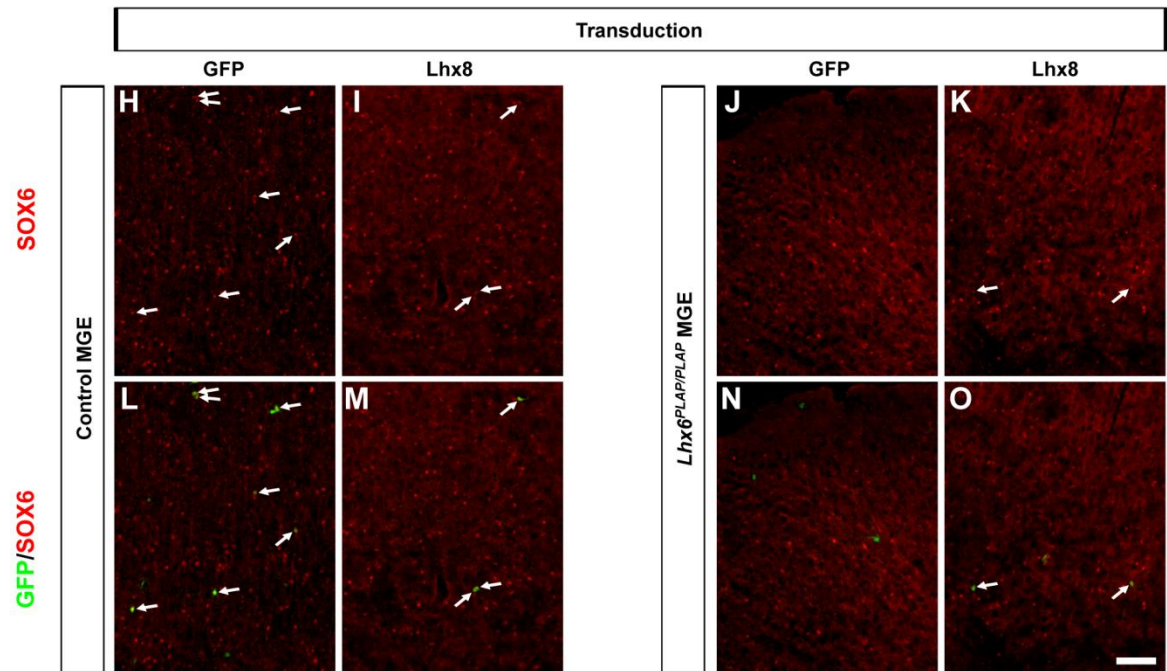 Transduction
GFP Lhx8 GFP Lhx8
H I J K
SOX6
Control MGE
Lhx6PLAP/PLAP MGE
L M N O
GFP/SOX6